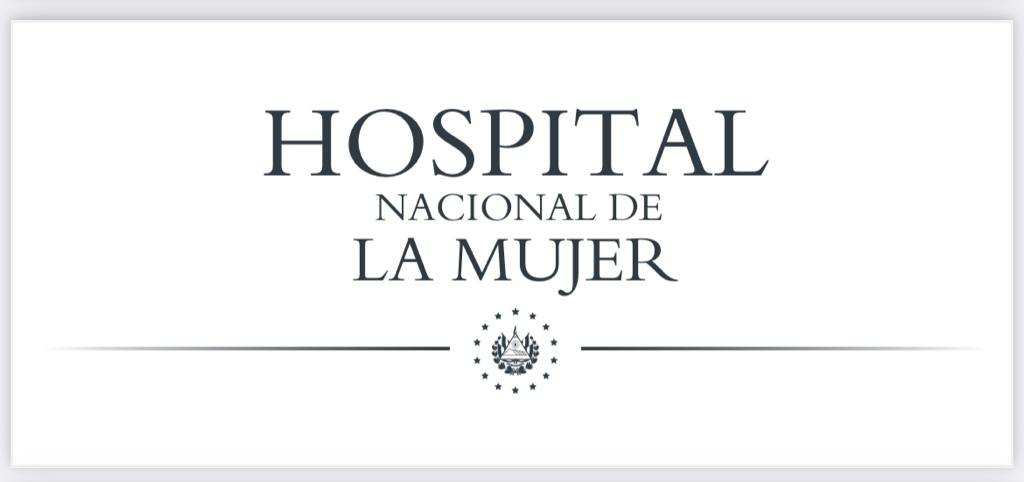 HOSPITAL
NACIONAL DE
LA MUJER